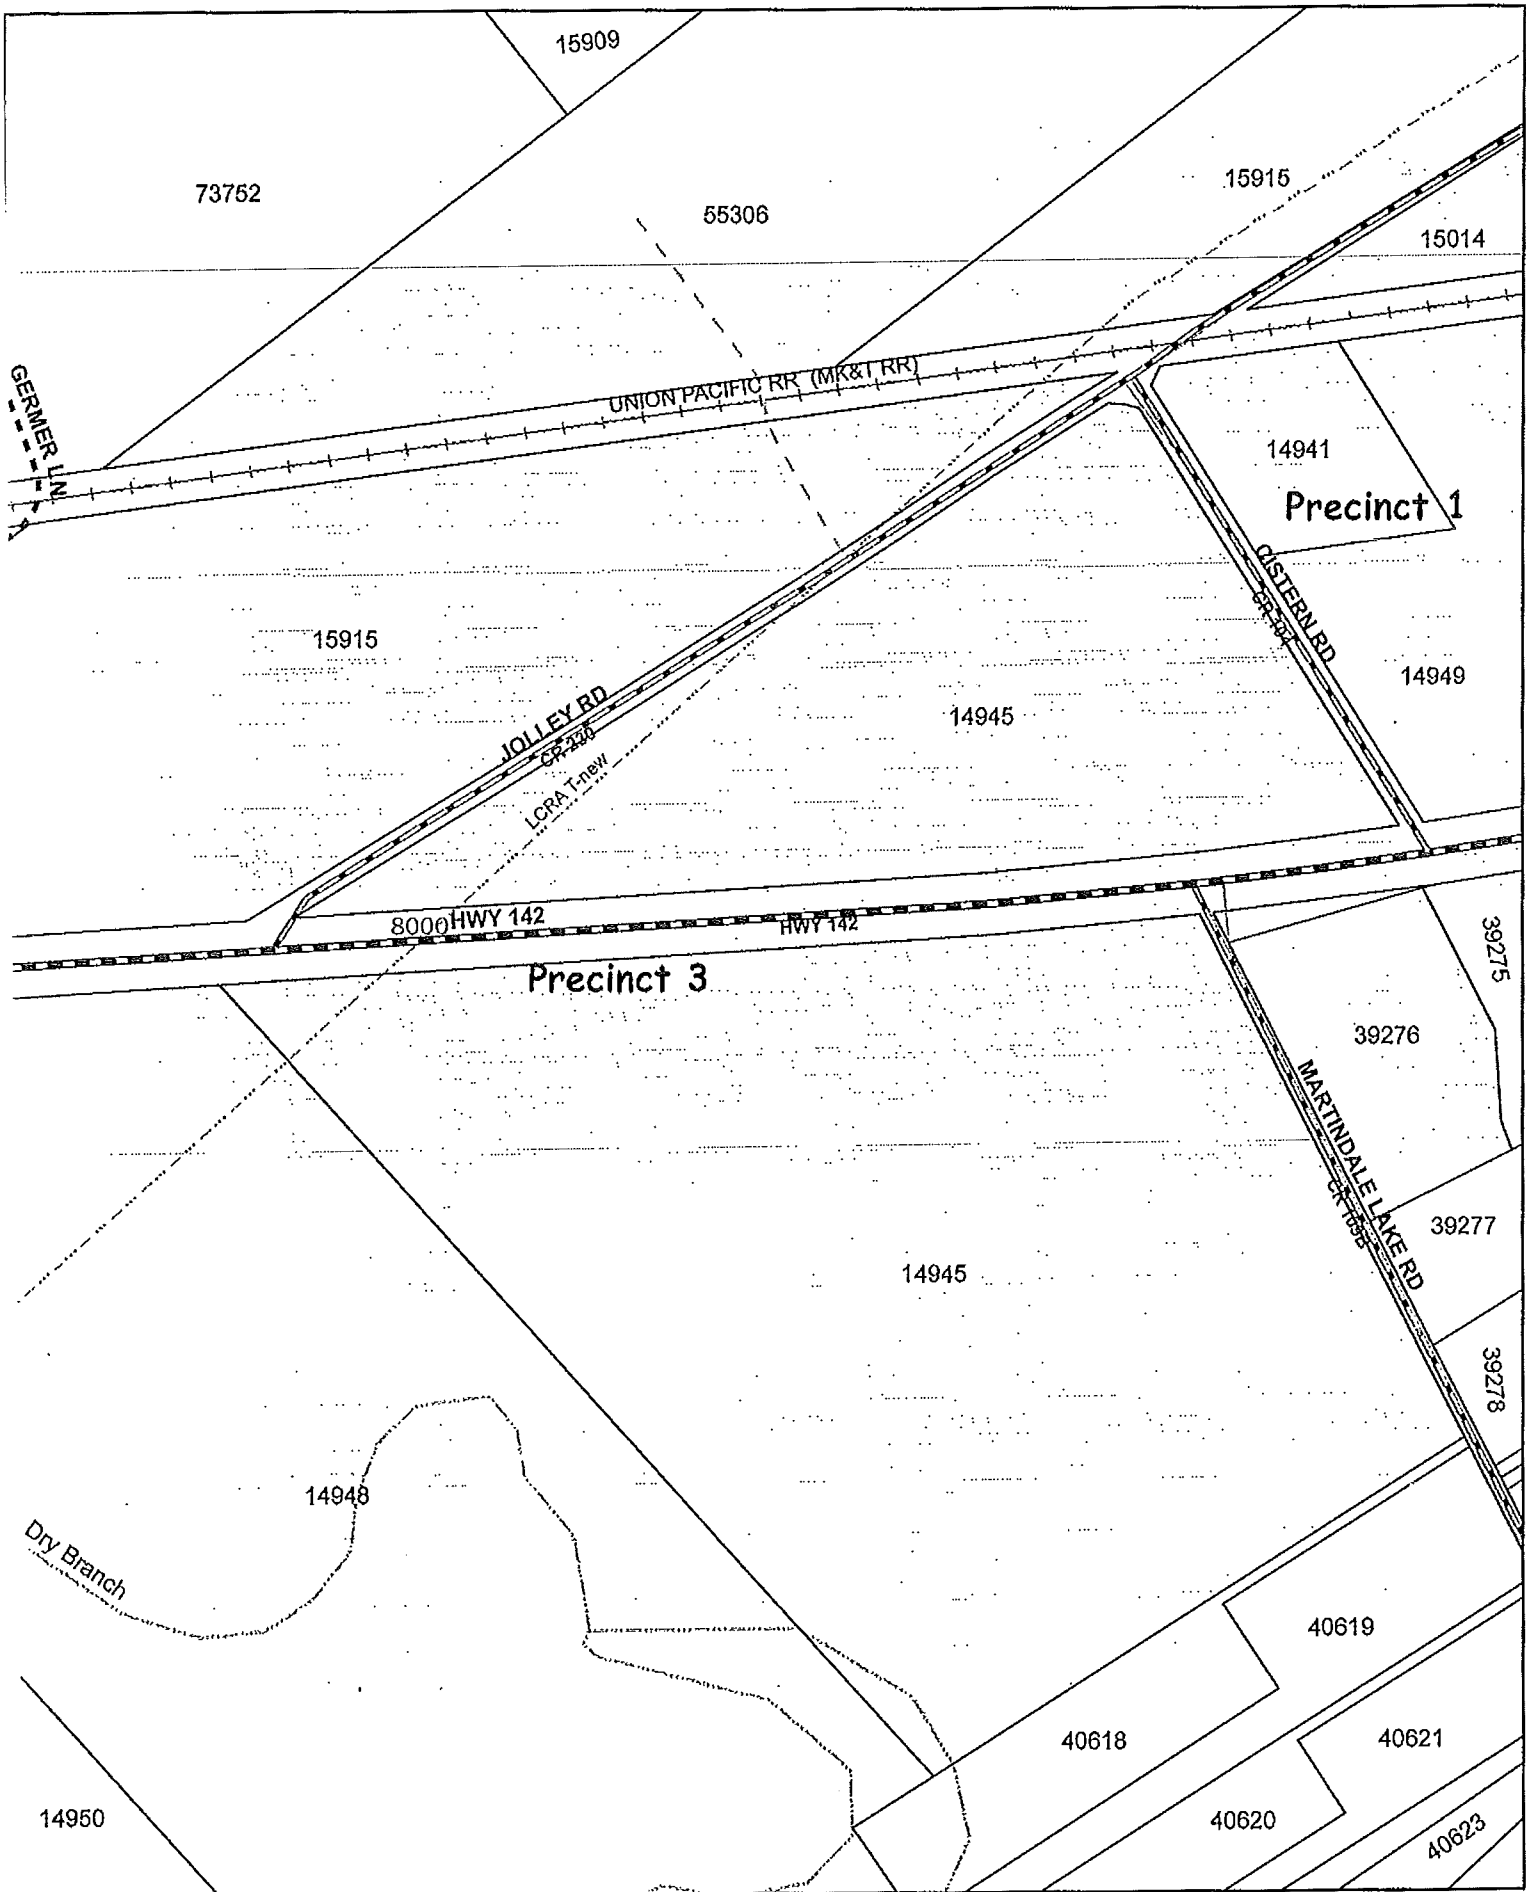 15909
73752
55306
15915
15014
GERMER LN
UNION PACIFIC RR (MK&T RR)
14941
Precinct 1
CISTERN RD
15915
14949
JOLLEY RD
CR 230
14945
LCRA T-new
8000
HWY 142
HWY 142
Precinct 3
39275
39276
MARTINDALE LAKE RD
39277
14945
39278
14948
Dry Branch
40619
40618
40621
14950
40620
40623